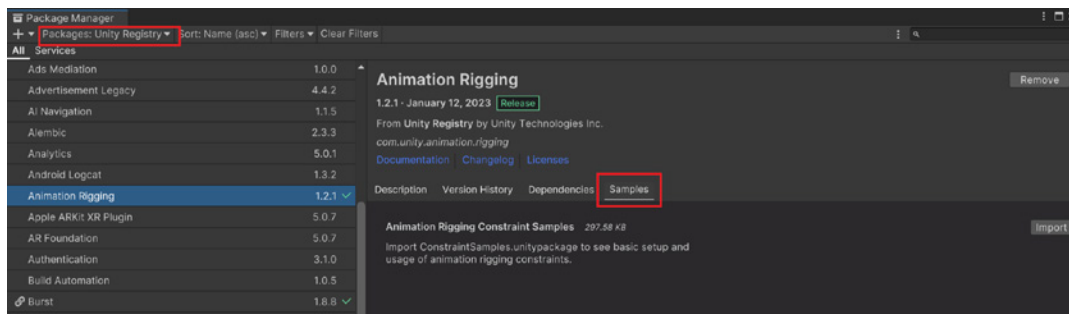 Package Manager
+ ▾ Packages: Unity Registry ▾ Sort: Name (asc) ▾ Filters ▾ Clear Filters
All Services
Ads Mediation 1.0.0
Advertisement Legacy 4.4.2
AI Navigation 1.1.5
Alembic 2.3.3
Analytics 5.0.1
Android Logcat 1.3.2
Animation Rigging 1.2.1 ✓
Apple ARKit XR Plugin 5.0.7
AR Foundation 5.0.7
Authentication 3.1.0
Build Automation 1.0.5
Burst 1.8.8 ✓
Animation Rigging
Remove
1.2.1 · January 12, 2023 Release
From Unity Registry by Unity Technologies Inc.
com.unity.animation.rigging
Documentation Changelog Licenses
Description Version History Dependencies Samples
Animation Rigging Constraint Samples 297.58 KB
Import
Import ConstraintSamples.unitypackage to see basic setup and
usage of animation rigging constraints.